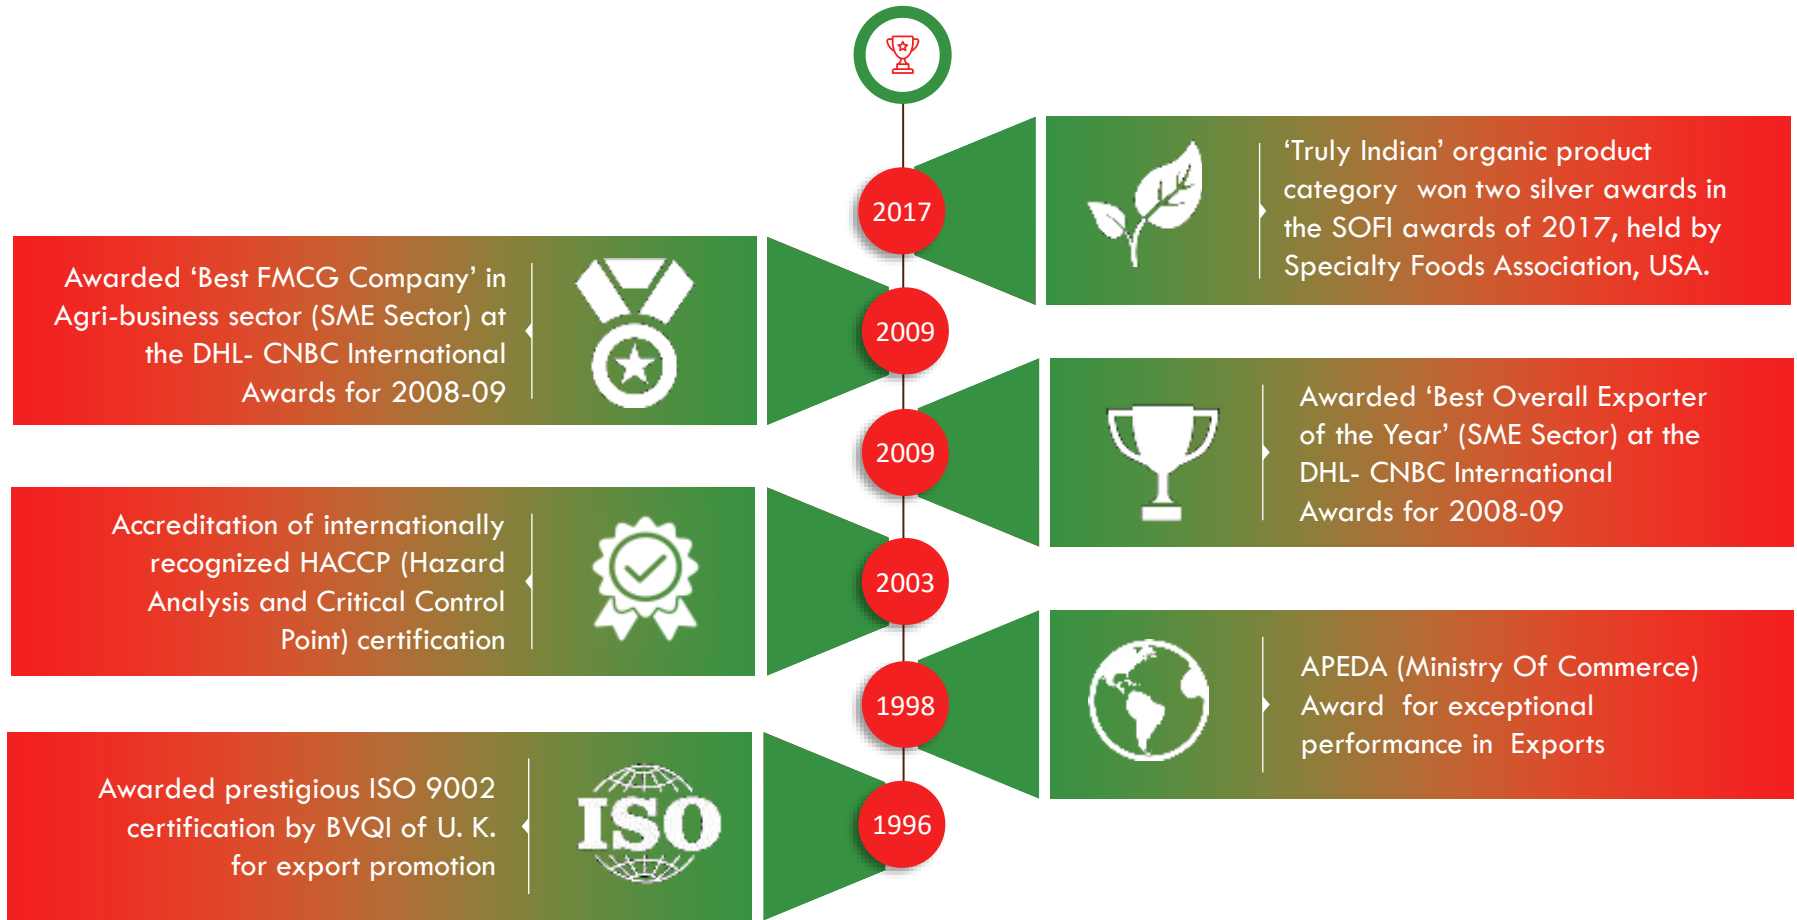 2017
‘Truly Indian’ organic product
category won two silver awards in
the SOFI awards of 2017, held by
Specialty Foods Association, USA.
Awarded ‘Best FMCG Company’ in
Agri-business sector (SME Sector) at
the DHL- CNBC International
Awards for 2008-09
2009
2009
Awarded ‘Best Overall Exporter
of the Year’ (SME Sector) at the
DHL- CNBC International
Awards for 2008-09
Accreditation of internationally
recognized HACCP (Hazard
Analysis and Critical Control
Point) certification
2003
1998
APEDA (Ministry Of Commerce)
Award for exceptional
performance in Exports
Awarded prestigious ISO 9002
certification by BVQI of U. K.
for export promotion
ISO
1996